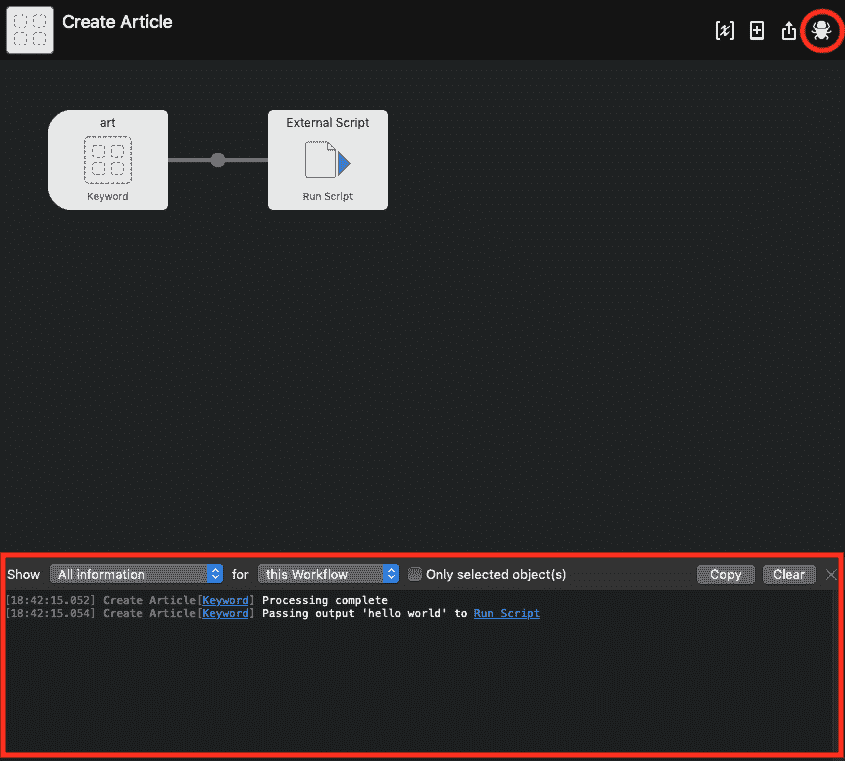 Create Article
art
Keyword
External Script
Run Script
Show All information for this Workflow Only selected object(s) Copy Clear
[18:42:15.052] Create Article[Keyword] Processing complete
[18:42:15.054] Create Article[Keyword] Passing output 'hello world' to Run Script